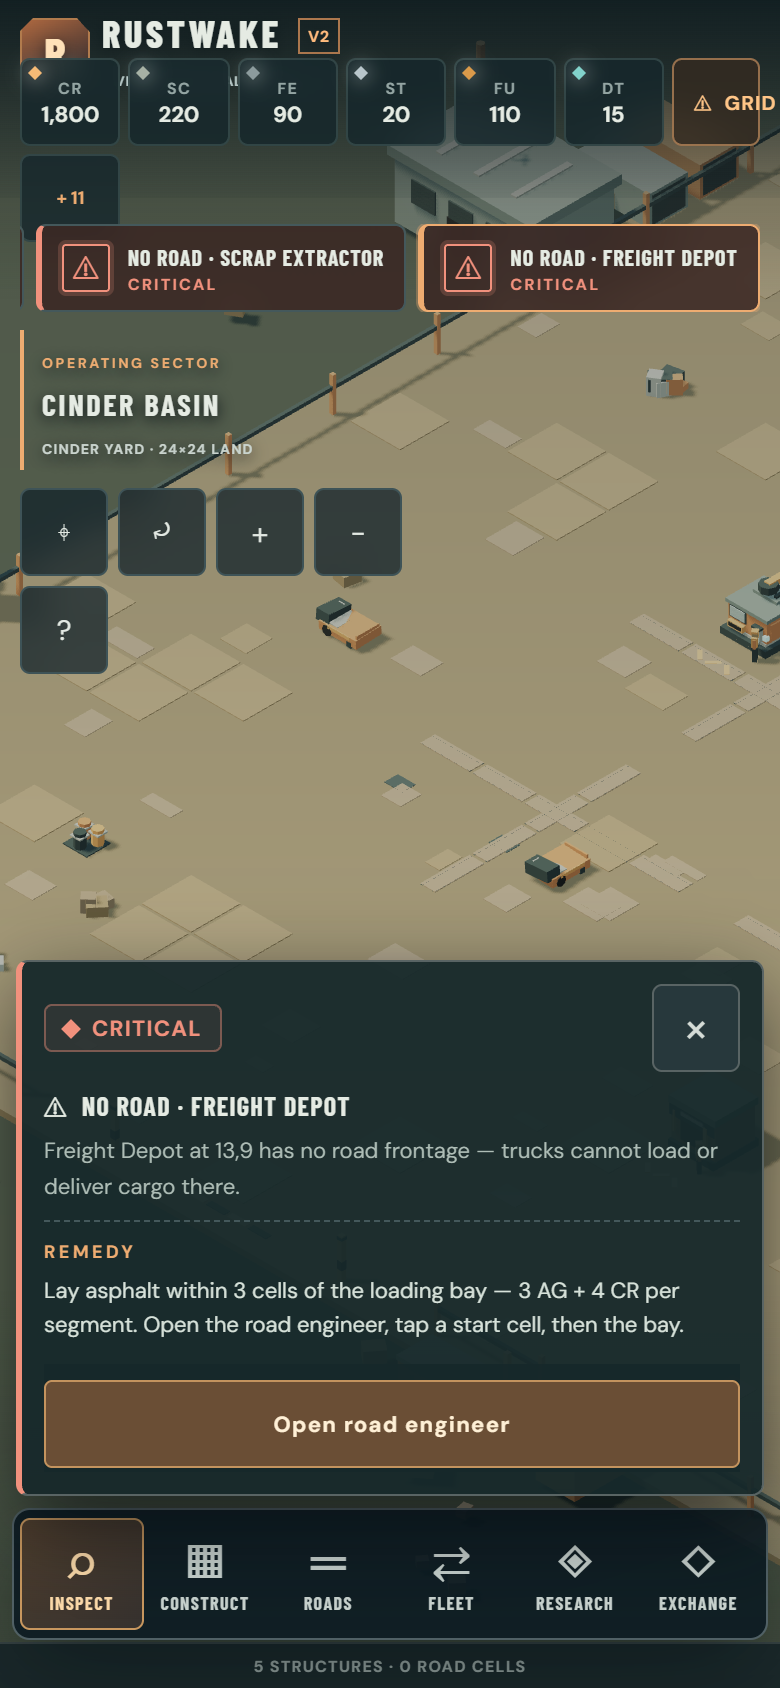 RUSTWAKE
V2
CR
1,800
SC
220
FE
90
ST
20
FU
110
DT
15
⚠ GRID
+ 11
NO ROAD · SCRAP EXTRACTOR
CRITICAL
NO ROAD · FREIGHT DEPOT
CRITICAL
OPERATING SECTOR
CINDER BASIN
CINDER YARD · 24×24 LAND
+
−
?
CRITICAL
×
⚠ NO ROAD · FREIGHT DEPOT
Freight Depot at 13,9 has no road frontage — trucks cannot load or
deliver cargo there.
REMEDY
Lay asphalt within 3 cells of the loading bay — 3 AG + 4 CR per
segment. Open the road engineer, tap a start cell, then the bay.
Open road engineer
INSPECT
CONSTRUCT
ROADS
FLEET
RESEARCH
EXCHANGE
5 STRUCTURES · 0 ROAD CELLS